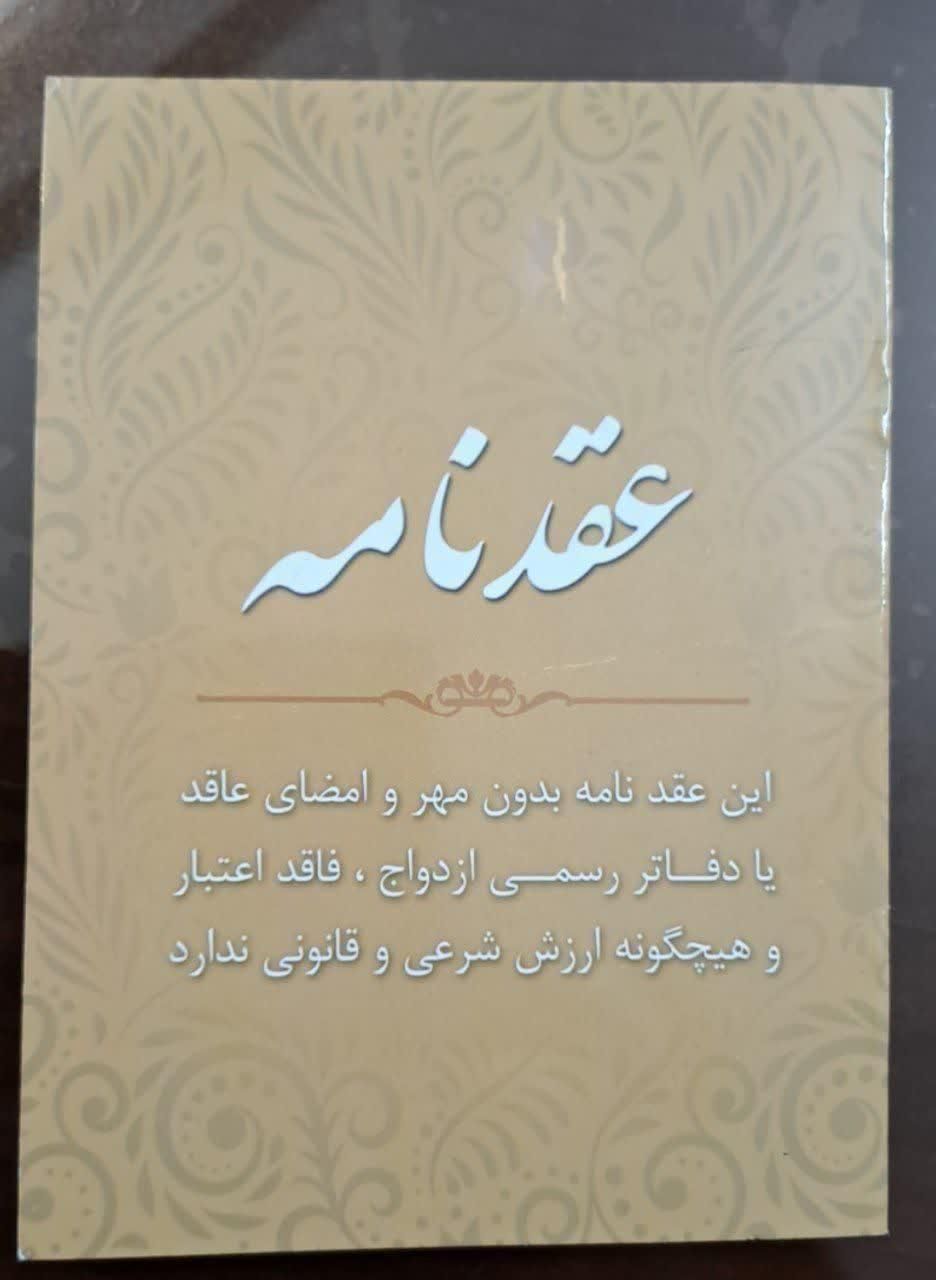 عقدنامه
این عقد نامه بدون مهر و امضای عاقد
یا دفاتر رسمی ازدواج ، فاقد اعتبار
و هیچگونه ارزش شرعی و قانونی ندارد